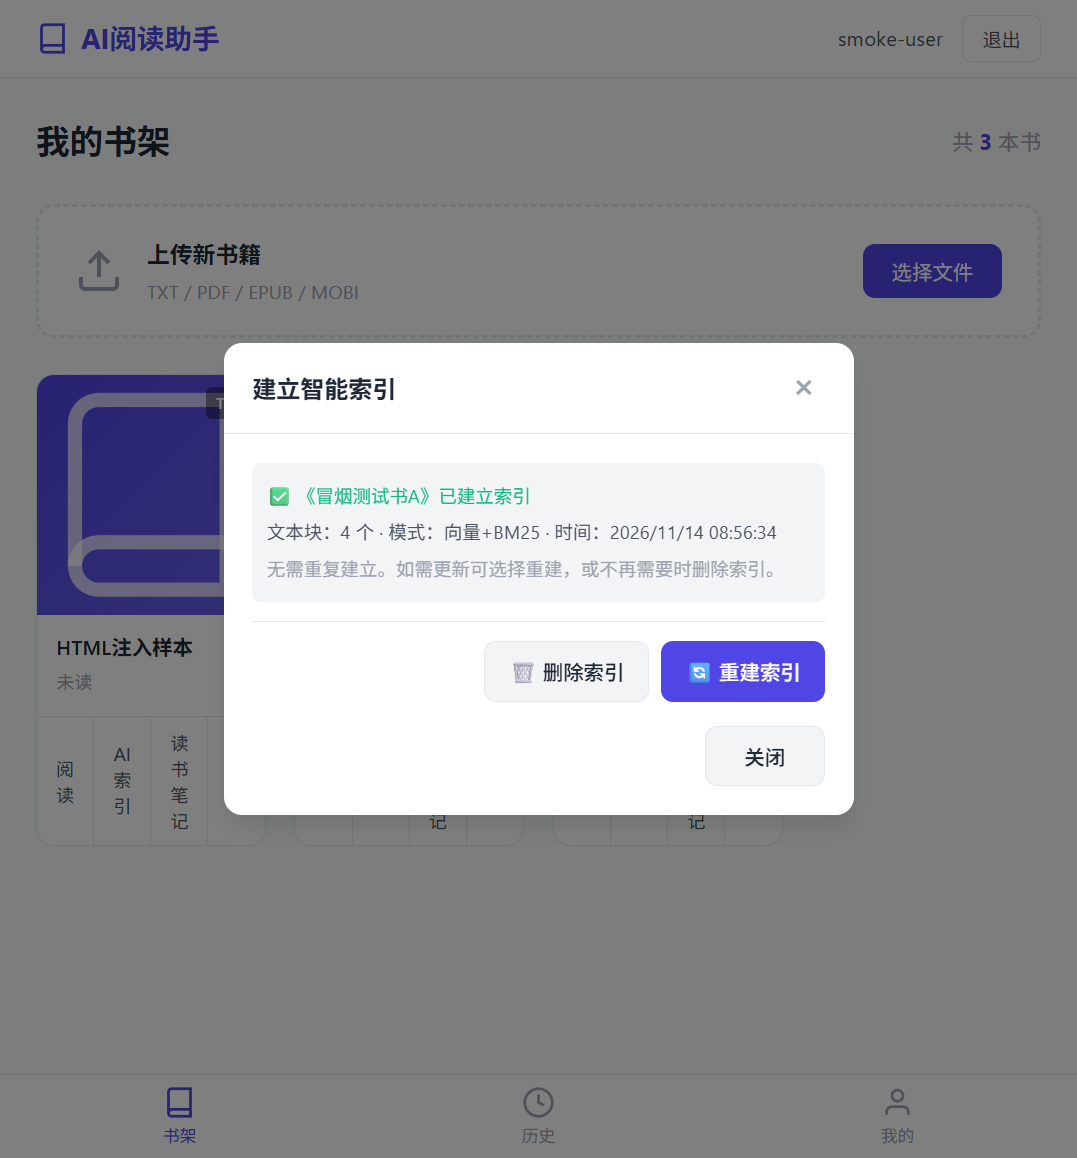 AI阅读助手
smoke-user
退出
我的书架
共 3 本书
上传新书籍
TXT / PDF / EPUB / MOBI
选择文件
建立智能索引
✕
✅ 《冒烟测试书A》已建立索引
文本块：4 个 · 模式：向量+BM25 · 时间：2026/11/14 08:56:34
无需重复建立。如需更新可选择重建，或不再需要时删除索引。
🗑️ 删除索引
🔄 重建索引
关闭
HTML注入样本
未读
阅读
AI索引
读书笔记
记
记
书架
历史
我的